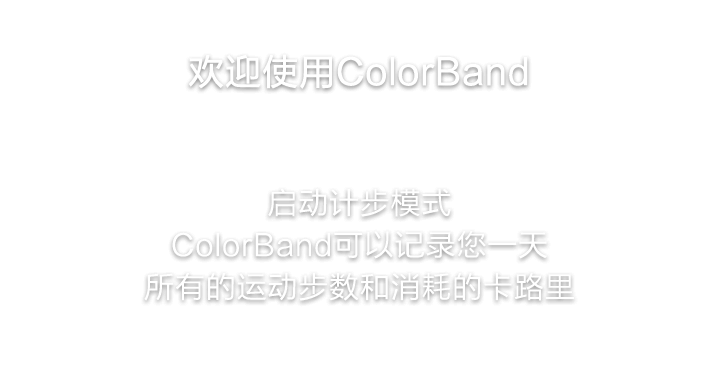 欢迎使用ColorBand
启动计步模式
ColorBand可以记录您一天
所有的运动步数和消耗的卡路里